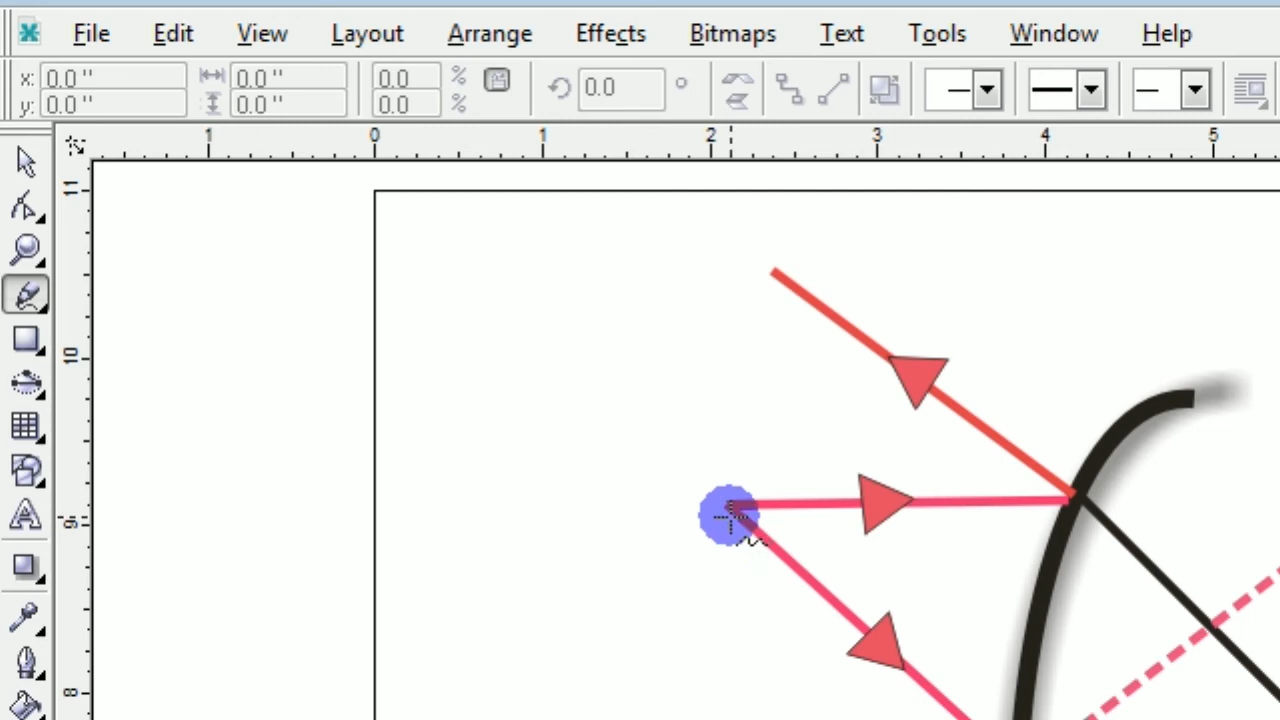 File Edit View Layout Arrange Effects Bitmaps Text Tools Window Help
x: 0.0 " 0.0 " 0.0 % 0.0 °
y: 0.0 " 0.0 " 0.0 %
1 0 1 2 3 4 5
11
10
9
8